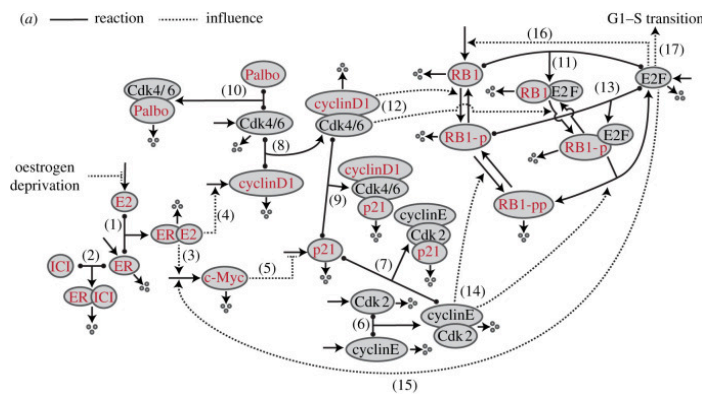 (a) reaction influence
G1–S transition
(16)
(17)
(11)
RB1
E2F
RB1 E2F
(13)
Palbo
Cdk4/6
Palbo
(10)
Cdk4/6
cyclinD1
Cdk4/6
(12)
RB1-p
E2F
RB1-p
(8)
oestrogen
deprivation
cyclinD1
cyclinD1
Cdk4/6
p21
(9)
RB1-pp
E2
(4)
(1)
ER E2
cyclinE
Cdk2
p21
(2)
(3)
ICI
ER
c-Myc
(5)
p21
(7)
ER ICI
(14)
Cdk2
cyclinE
Cdk2
(6)
cyclinE
(15)